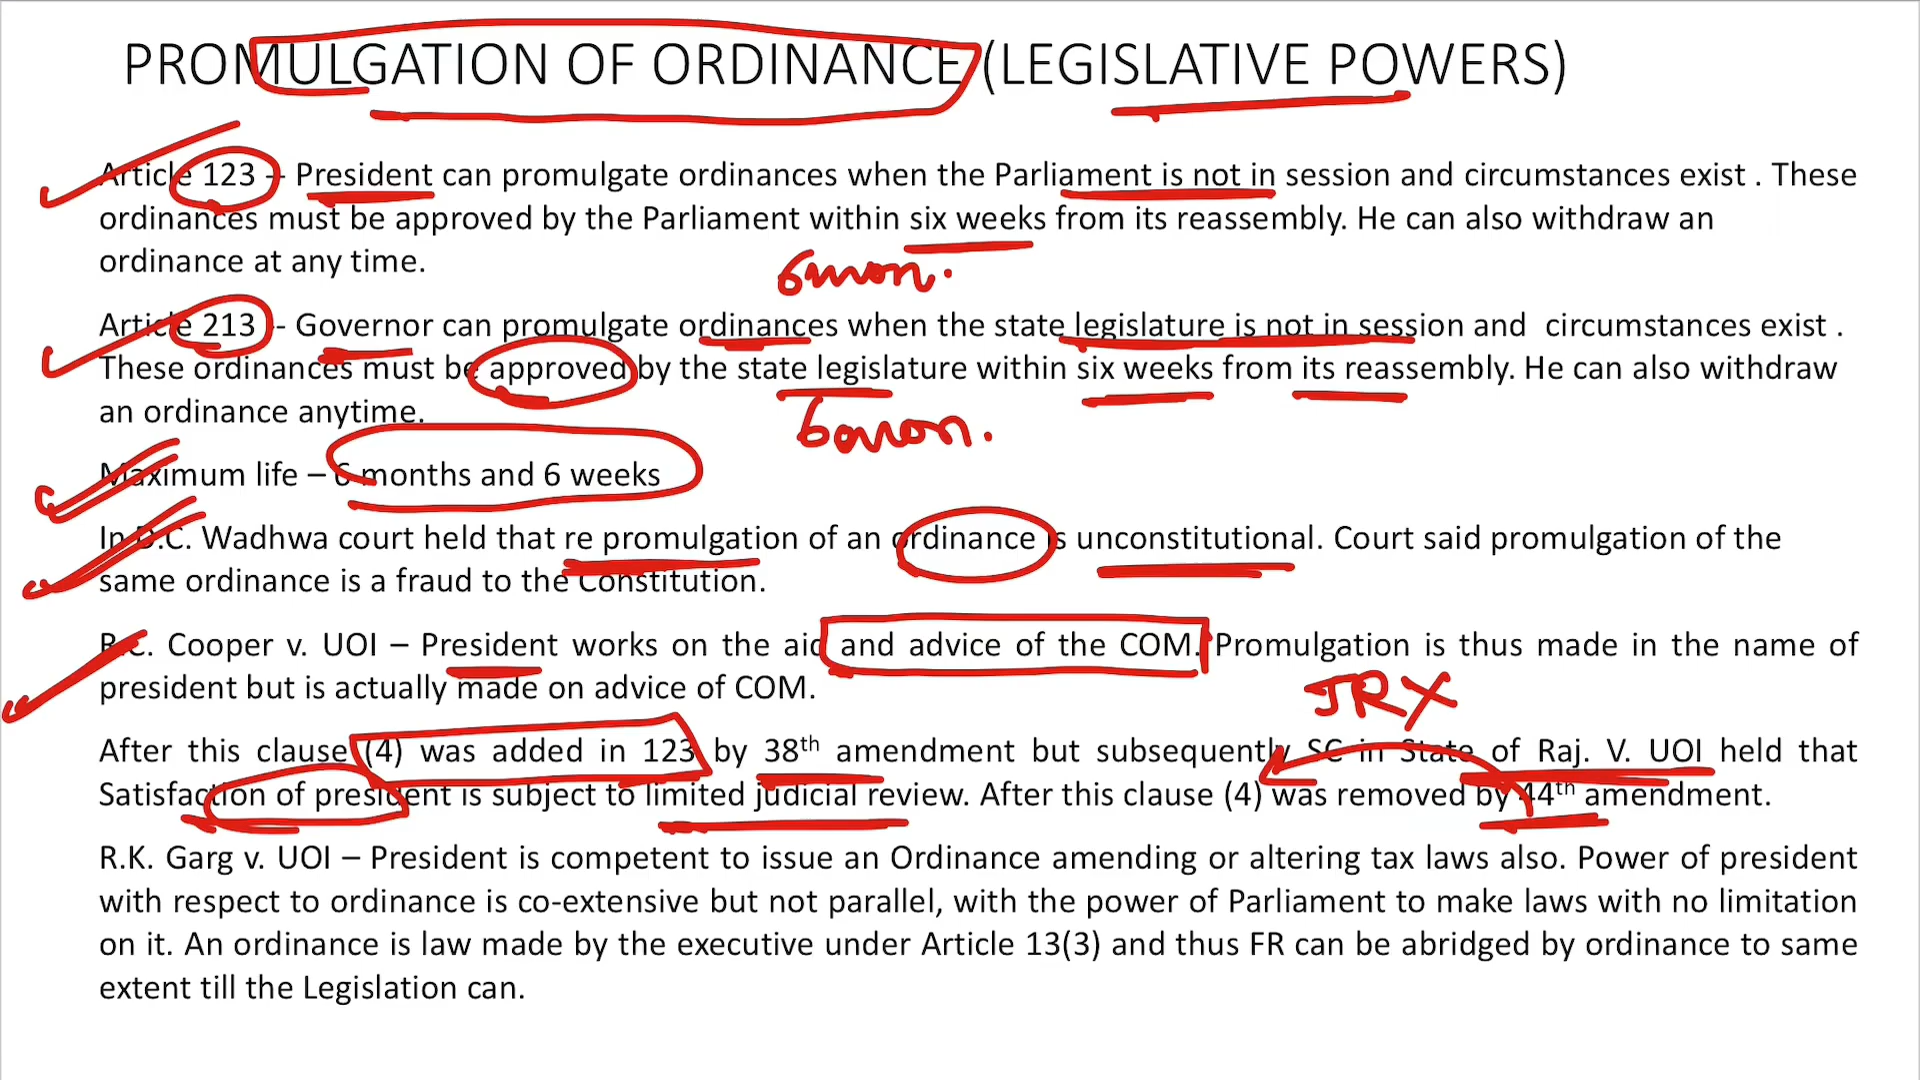 PROMULGATION OF ORDINANCE (LEGISLATIVE POWERS)
Article 123 – President can promulgate ordinances when the Parliament is not in session and circumstances exist . These
ordinances must be approved by the Parliament within six weeks from its reassembly. He can also withdraw an
ordinance at any time.
6mon.
Article 213 - Governor can promulgate ordinances when the state legislature is not in session and circumstances exist .
These ordinances must be approved by the state legislature within six weeks from its reassembly. He can also withdraw
an ordinance anytime.
6mon.
Maximum life – 6 months and 6 weeks
In D.C. Wadhwa court held that re promulgation of an ordinance is unconstitutional. Court said promulgation of the
same ordinance is a fraud to the Constitution.
R.C. Cooper v. UOI – President works on the aid and advice of the COM. Promulgation is thus made in the name of
president but is actually made on advice of COM.
JRX
After this clause (4) was added in 123 by 38th amendment but subsequently SC in State of Raj. V. UOI held that
Satisfaction of president is subject to limited judicial review. After this clause (4) was removed by 44th amendment.
R.K. Garg v. UOI – President is competent to issue an Ordinance amending or altering tax laws also. Power of president
with respect to ordinance is co-extensive but not parallel, with the power of Parliament to make laws with no limitation
on it. An ordinance is law made by the executive under Article 13(3) and thus FR can be abridged by ordinance to same
extent till the Legislation can.